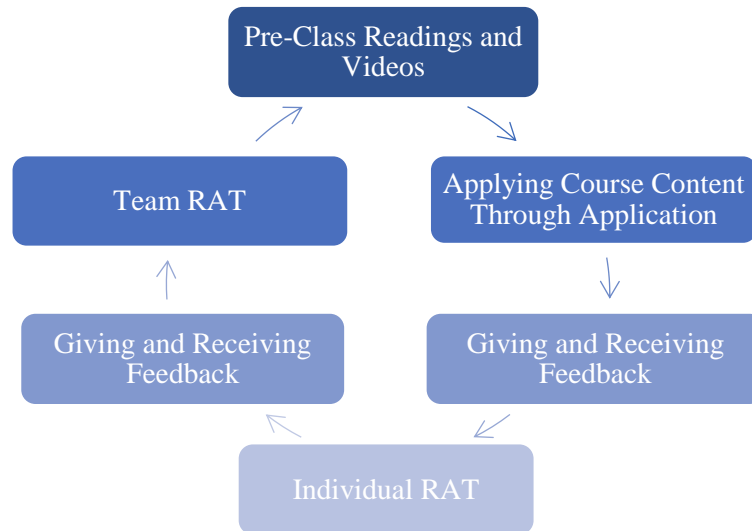 Pre-Class Readings and
Videos
Applying Course Content
Through Application
Giving and Receiving
Feedback
Individual RAT
Giving and Receiving
Feedback
Team RAT